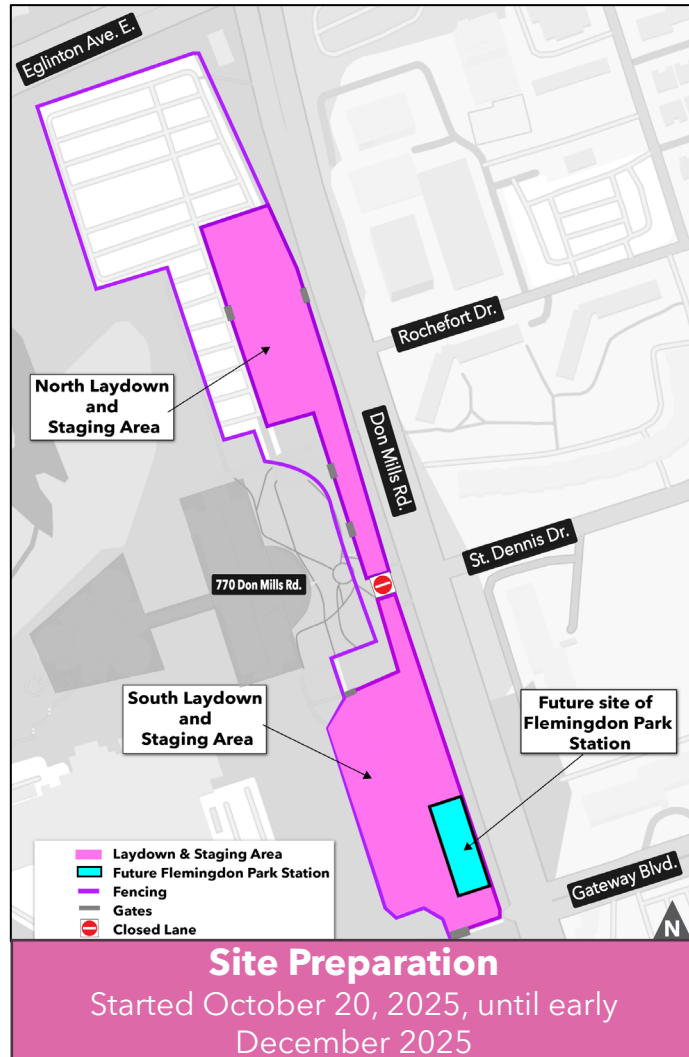 Eglinton Ave. E.
Rochefort Dr.
North Laydown
and
Staging Area
Don Mills Rd.
St. Dennis Dr.
770 Don Mills Rd.
South Laydown
and
Staging Area
Future site of
Flemingdon Park
Station
Laydown & Staging Area
Future Flemingdon Park Station
Fencing
Gates
Closed Lane
Gateway Blvd.
N
Site Preparation
Started October 20, 2025, until early
December 2025